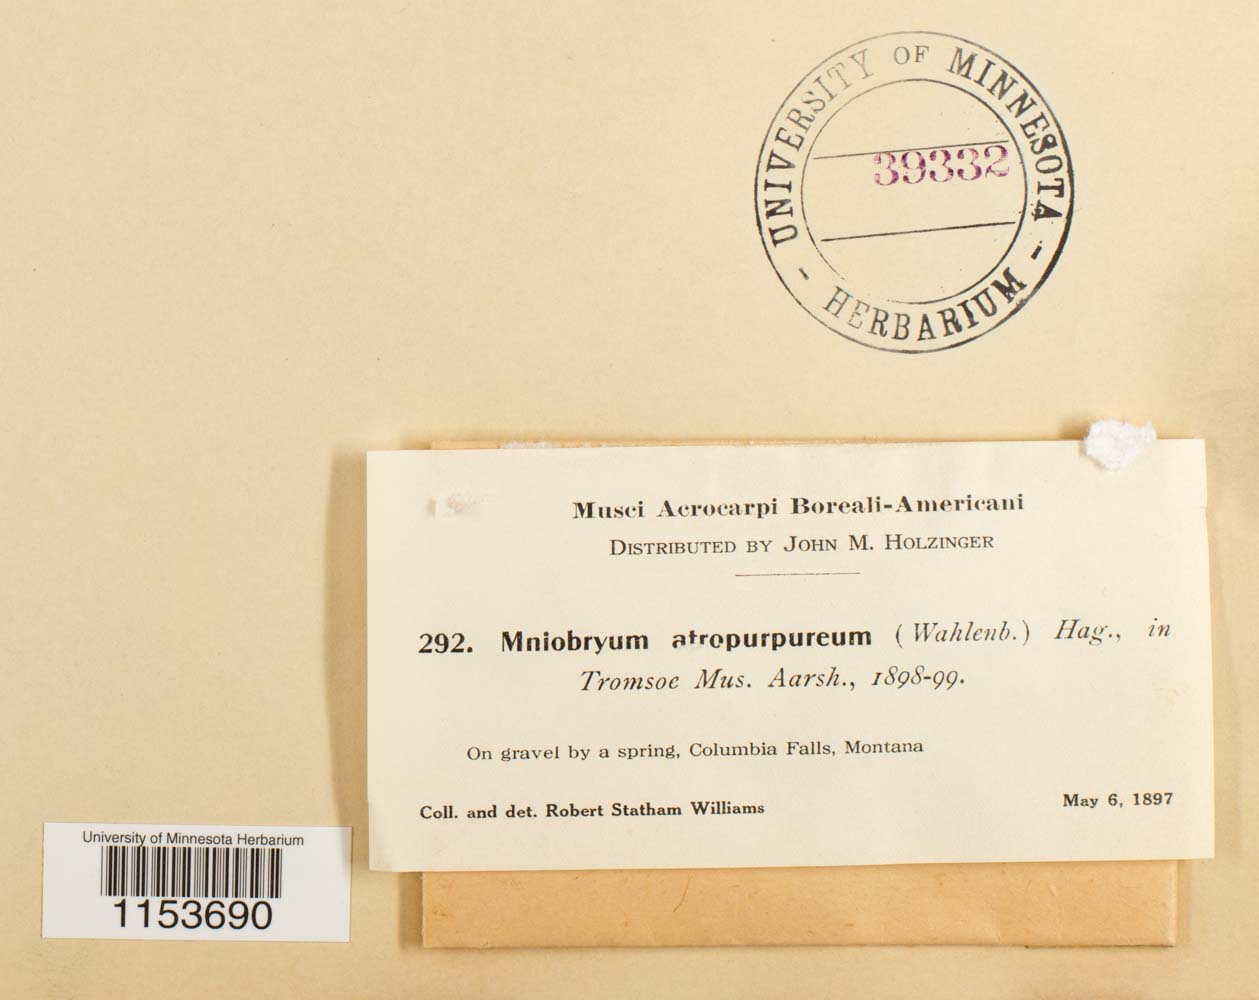 UNIVERSITY OF MINNESOTA
39332
- HERBARIUM -
Musci Acrocarpi Boreali-Americani
DISTRIBUTED BY JOHN M. HOLZINGER
292. Mniobryum atropurpureum (Wahlenb.) Hag., in
Tromsoe Mus. Aarsh., 1898-99.
On gravel by a spring, Columbia Falls, Montana
Coll. and det. Robert Statham Williams May 6, 1897
University of Minnesota Herbarium
1153690